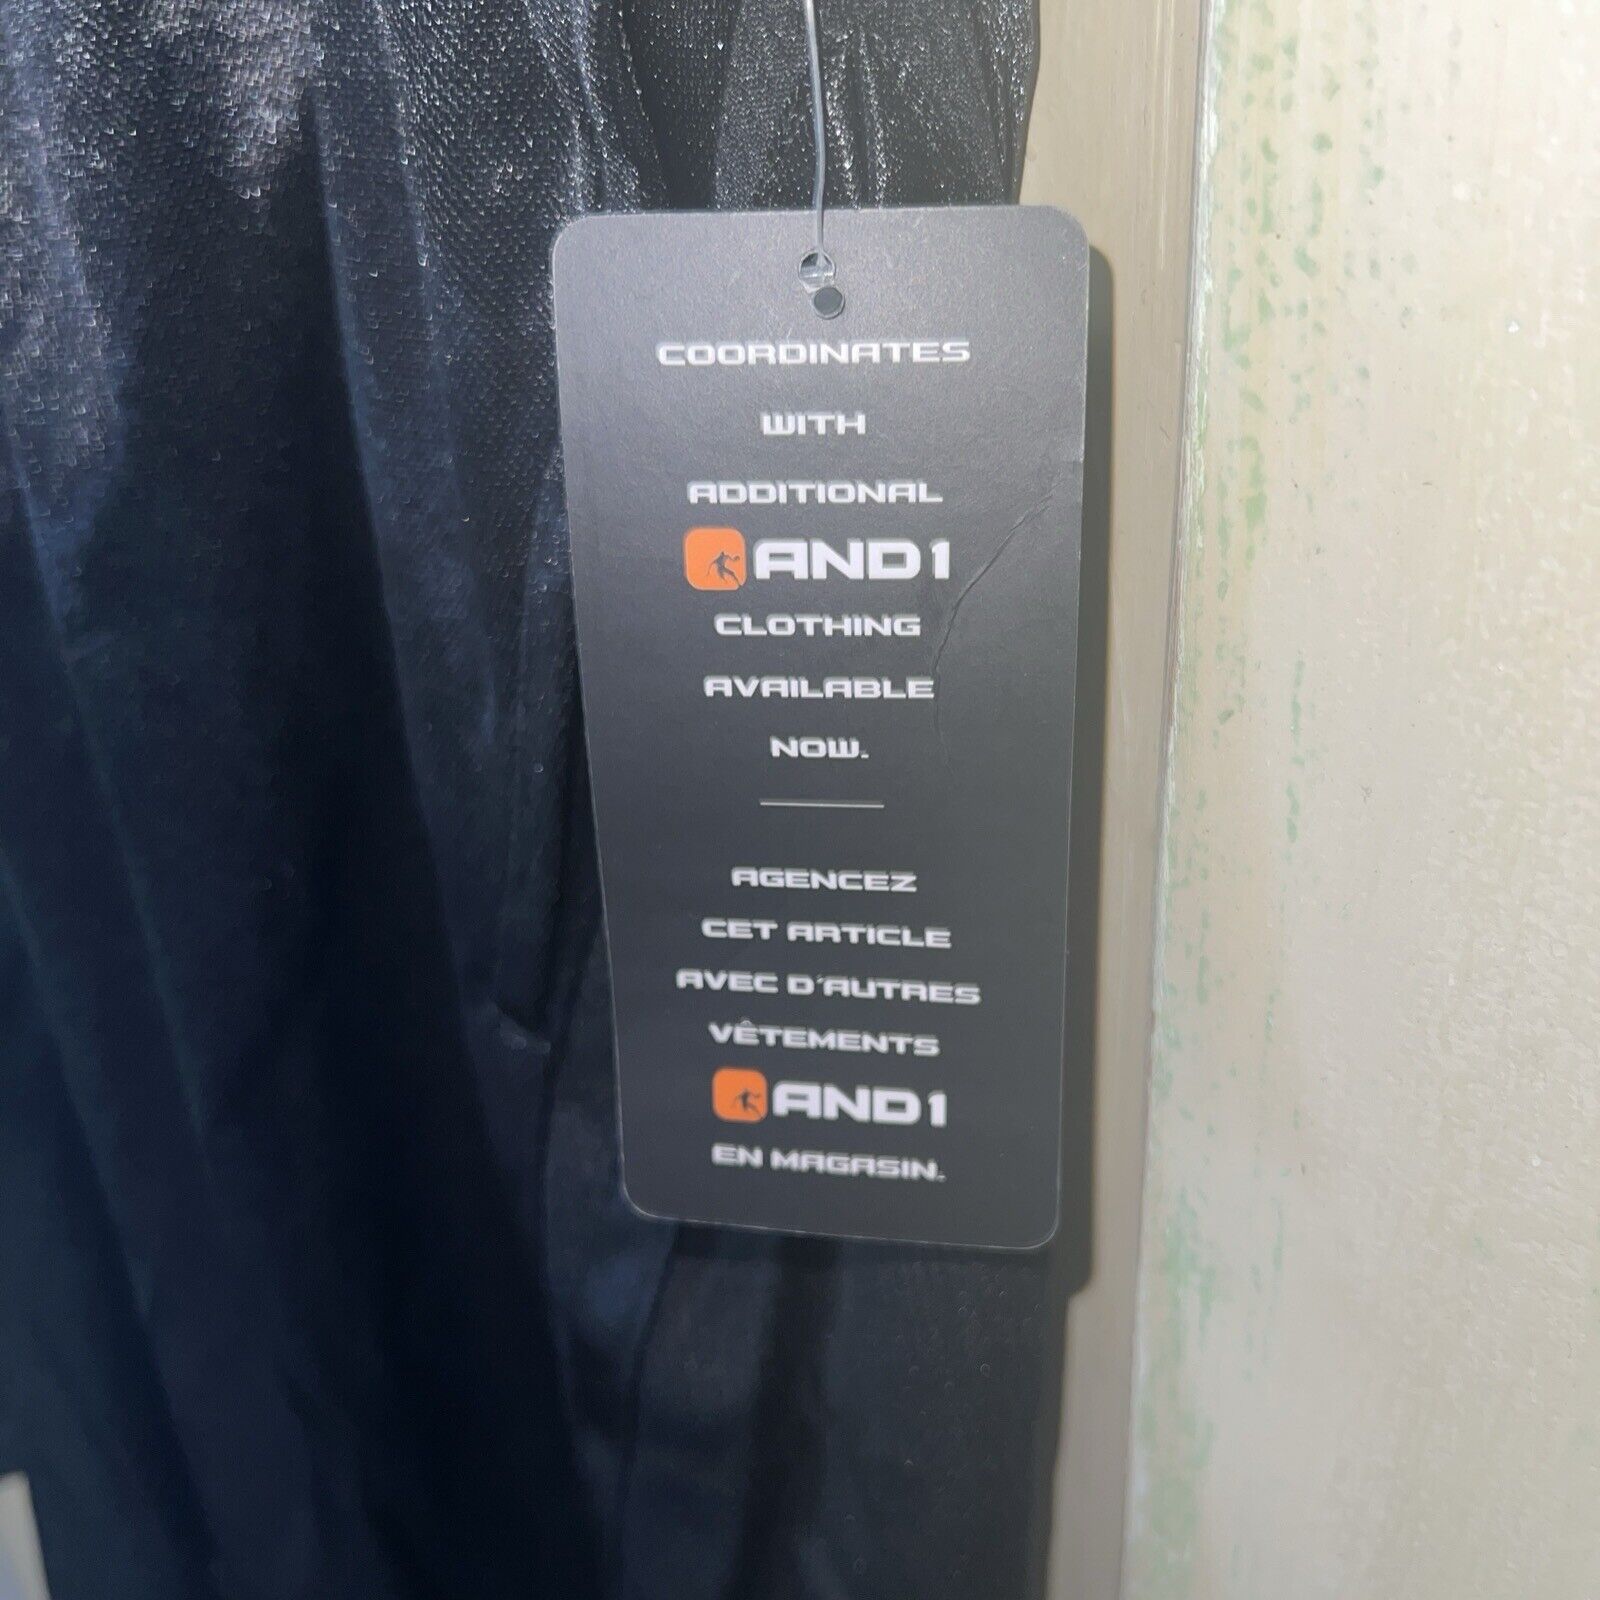 COORDINATES
WITH
ADDITIONAL
AND1
CLOTHING
AVAILABLE
NOW.
AGENCEZ
CET ARTICLE
AVEC D'AUTRES
VÊTEMENTS
AND1
EN MAGASIN.